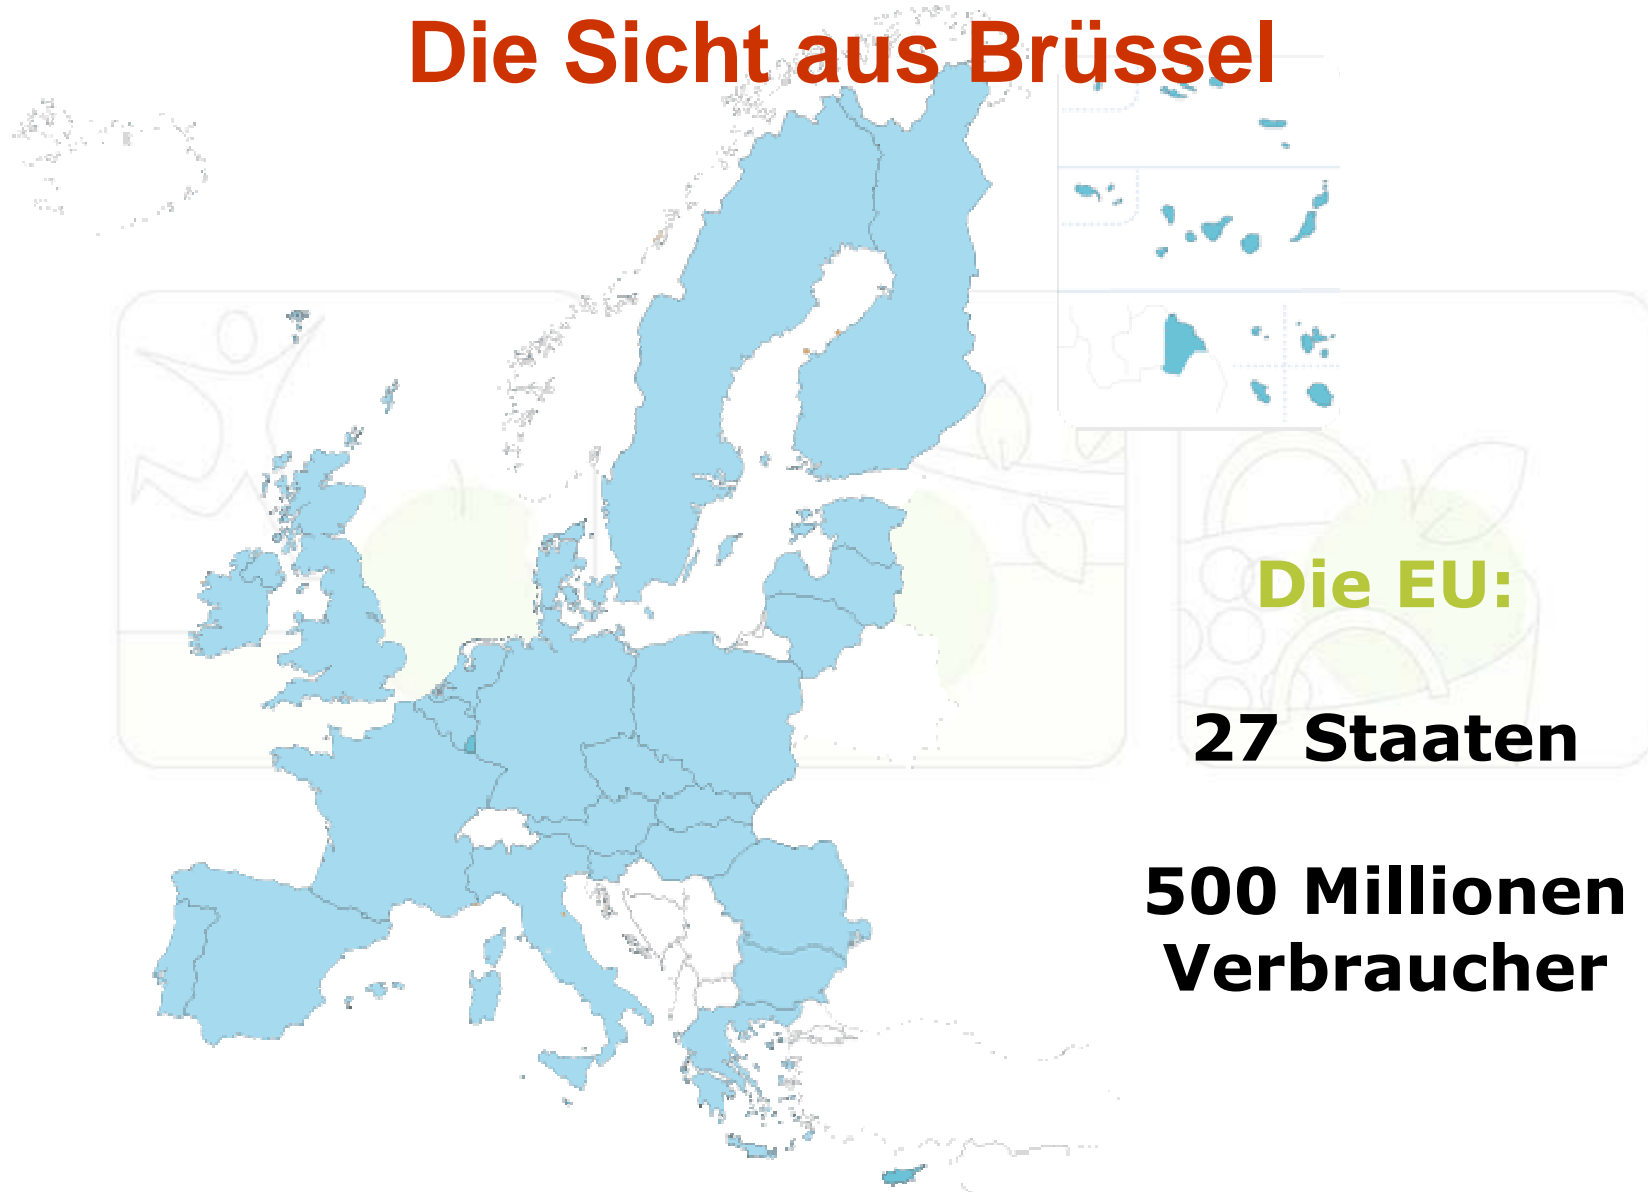 Die Sicht aus Brüssel
Die EU:
27 Staaten
500 Millionen
Verbraucher